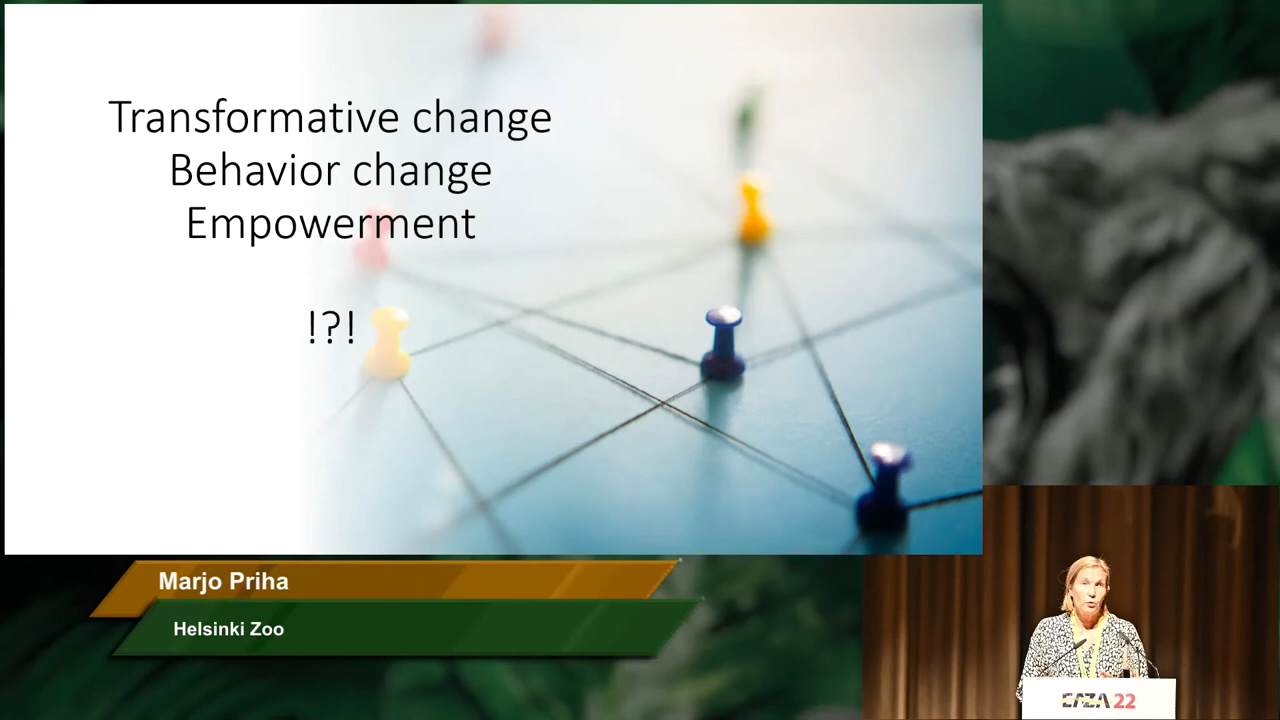 Transformative change
Behavior change
Empowerment
!?!
Marjo Priha
Helsinki Zoo
EAZA 22